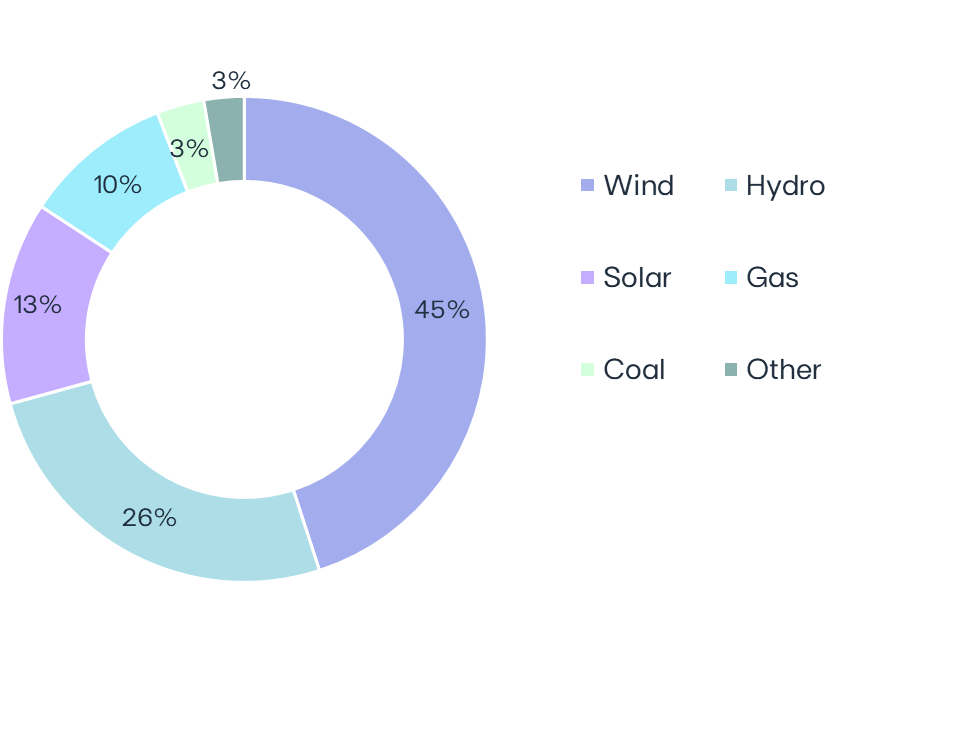 3%
3%
10%
13%
45%
26%
Wind Hydro
Solar Gas
Coal Other